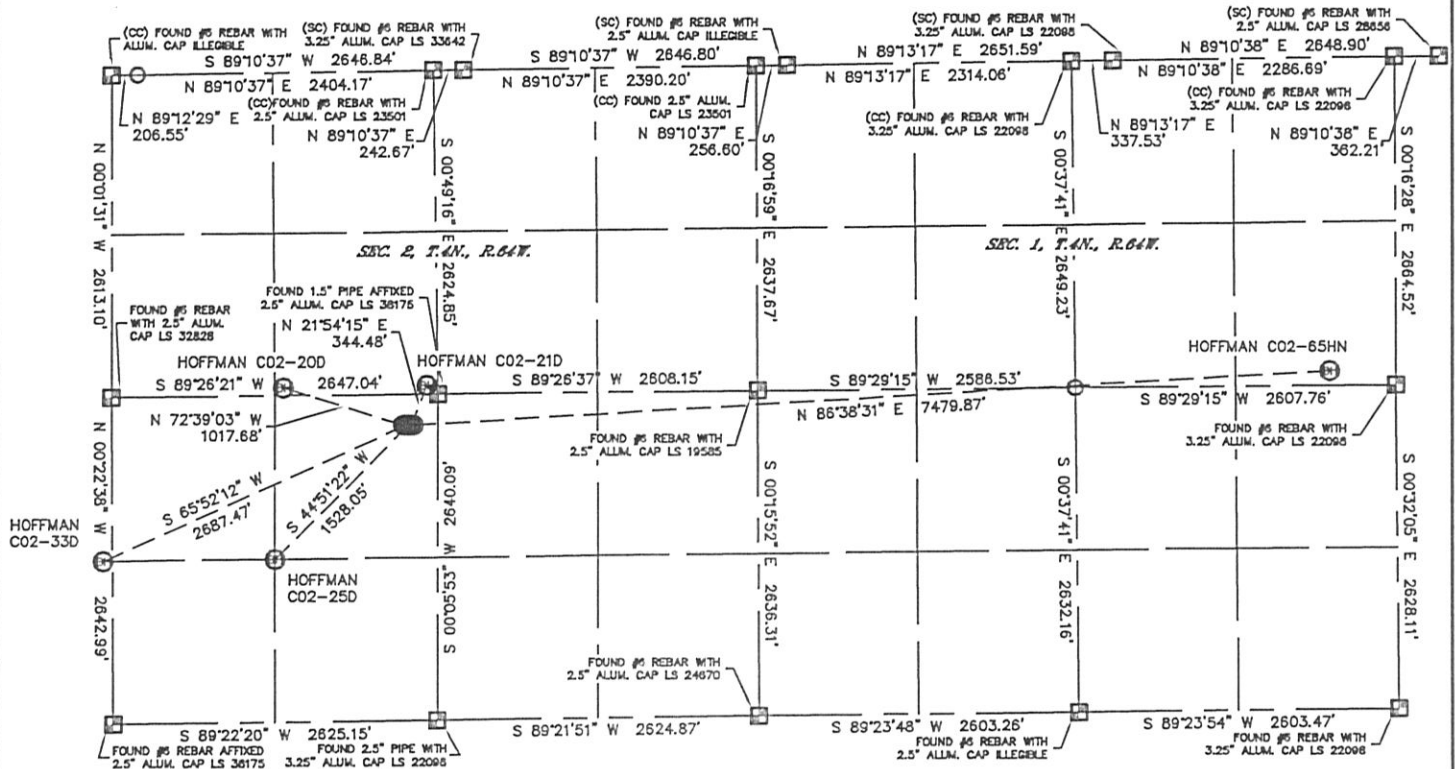 (CC) FOUND #6 REBAR WITH
ALUM. CAP ILLEGIBLE
(SC) FOUND #6 REBAR WITH
3.25" ALUM. CAP LS 33642
S 89°10'37" W 2646.84'
N 89°10'37" E 2404.17'
N 89°12'29" E
206.55'
(CC) FOUND #6 REBAR WITH
2.5" ALUM. CAP LS 23501
N 89°10'37" E
242.67'
(SC) FOUND #6 REBAR WITH
2.5" ALUM. CAP ILLEGIBLE
S 89°10'37" W 2646.80'
N 89°10'37" E 2390.20'
(CC) FOUND 2.5" ALUM.
CAP LS 23501
N 89°10'37" E
256.60'
(SC) FOUND #6 REBAR WITH
3.25" ALUM. CAP LS 22098
N 89°13'17" E 2651.59'
N 89°13'17" E 2314.06'
(CC) FOUND #6 REBAR WITH
3.25" ALUM. CAP LS 22098
N 89°13'17" E
337.53'
(SC) FOUND #6 REBAR WITH
2.5" ALUM. CAP LS 28656
N 89°10'38" E 2648.90'
N 89°10'38" E 2286.69'
(CC) FOUND #6 REBAR WITH
3.25" ALUM. CAP LS 22098
N 89°10'38" E
362.21'
N 00°01'31" W 2613.10'
S 00°49'16" E 2624.85'
S 00°16'59" E 2637.67'
S 00°37'41" E 2649.23'
S 00°16'28" E 2664.52'
SEC. 2, T.4N., R.64W.
SEC. 1, T.4N., R.64W.
FOUND #6 REBAR
WITH 2.5" ALUM.
CAP LS 32828
FOUND 1.5" PIPE AFFIXED
2.5" ALUM. CAP LS 38175
N 21°54'15" E
344.48'
HOFFMAN C02-20D
HOFFMAN C02-21D
HOFFMAN C02-65HN
S 89°26'21" W 2647.04'
S 89°26'37" W 2608.15'
S 89°29'15" W 2586.53'
S 89°29'15" W 2607.76'
N 72°39'03" W
1017.68'
N 86°38'31" E 7479.87'
FOUND #6 REBAR WITH
2.5" ALUM. CAP LS 19585
FOUND #6 REBAR WITH
3.25" ALUM. CAP LS 22098
S 65°52'12" W
2687.47'
S 44°51'22" W
1528.05'
HOFFMAN
C02-33D
HOFFMAN
C02-25D
N 00°22'38" W 2642.99'
S 00°05'53" W 2640.09'
S 00°15'52" E 2636.31'
S 00°37'41" E 2632.16'
S 00°32'05" E 2628.11'
FOUND #6 REBAR WITH
2.5" ALUM. CAP LS 24670
S 89°22'20" W 2625.15'
S 89°21'51" W 2624.87'
S 89°23'48" W 2603.26'
S 89°23'54" W 2603.47'
FOUND #6 REBAR AFFIXED
2.5" ALUM. CAP LS 38175
FOUND 2.5" PIPE WITH
3.25" ALUM. CAP LS 22098
FOUND #6 REBAR WITH
2.5" ALUM. CAP ILLEGIBLE
FOUND #6 REBAR WITH
3.25" ALUM. CAP LS 22098